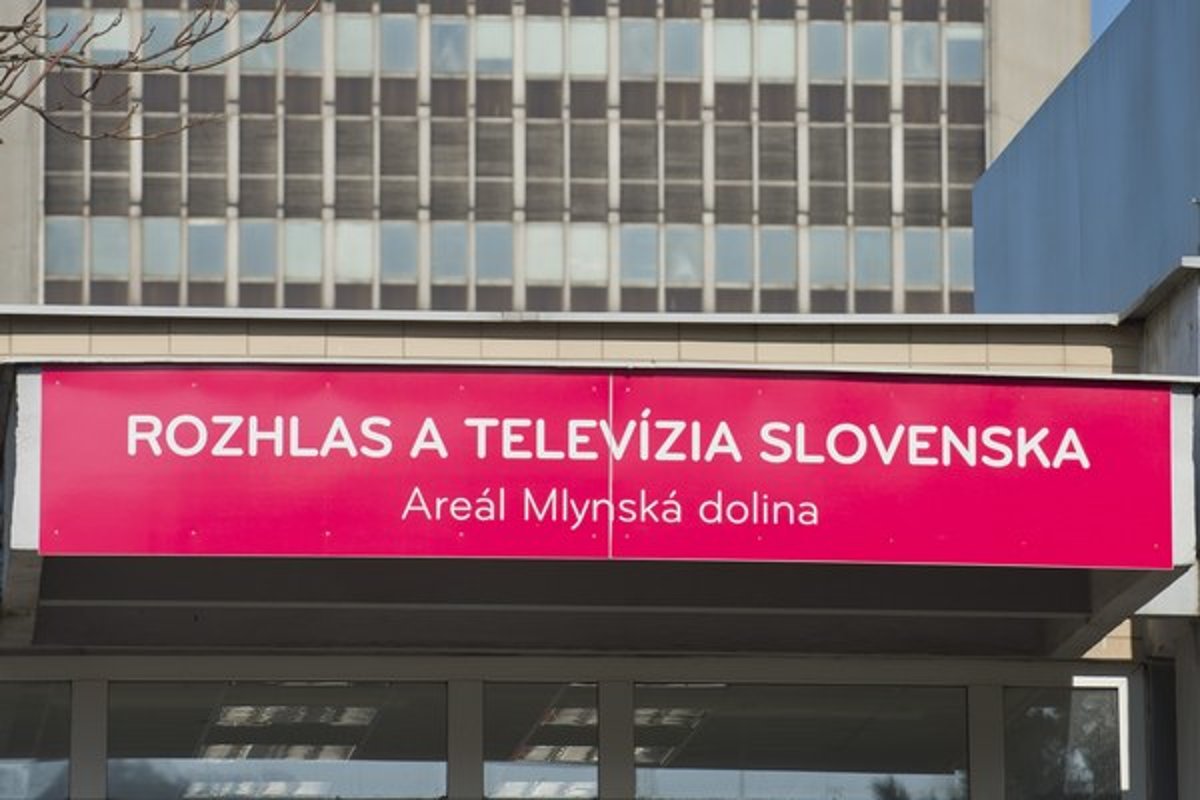 ROZHLAS A TELEVÍZIA SLOVENSKA
Areál Mlynská dolina